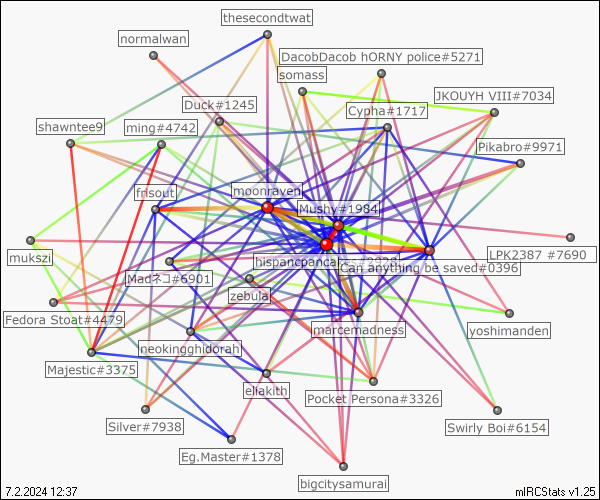 thesecondtwat
normalwan
DacobDacob hORNY police#5271
somass
JKOUYH VIII#7034
Duck#1245
Cypha#1717
shawntee9
ming#4742
Pikabro#9971
frisout
moonraven
Mushy#1984
mukszi
LPK2387 #7690
Can anything be saved#0396
Madネコ#6901
zebula
Fedora Stoat#4479
marcemadness
yoshimanden
neokingghidorah
Majestic#3375
eliakith
Pocket Persona#3326
Silver#7938
Swirly Boi#6154
Eg.Master#1378
bigcitysamurai
7.2.2024 12:37
mIRCStats v1.25